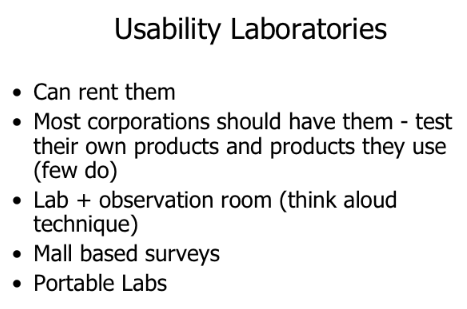 Usability Laboratories
• Can rent them
• Most corporations should have them - test
their own products and products they use
(few do)
• Lab + observation room (think aloud
technique)
• Mall based surveys
• Portable Labs